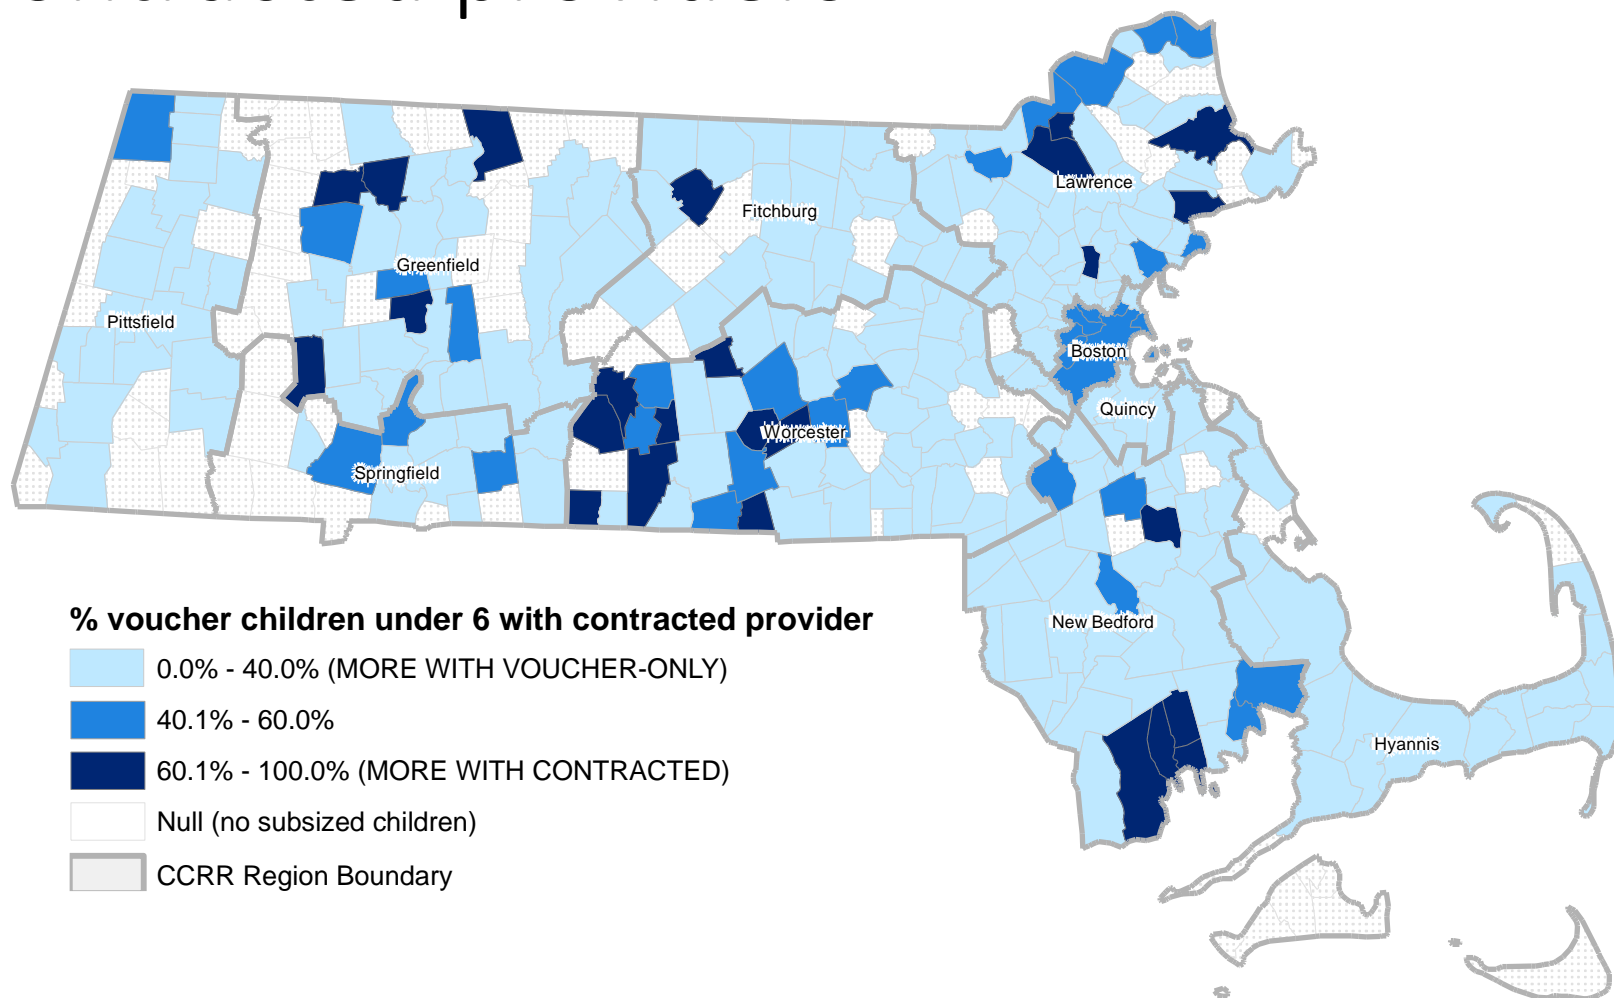 Lawrence
Fitchburg
Greenfield
Pittsfield
Boston
Quincy
Worcester
Springfield
% voucher children under 6 with contracted provider
0.0% - 40.0% (MORE WITH VOUCHER-ONLY)
40.1% - 60.0%
60.1% - 100.0% (MORE WITH CONTRACTED)
Null (no subsized children)
CCRR Region Boundary
New Bedford
Hyannis